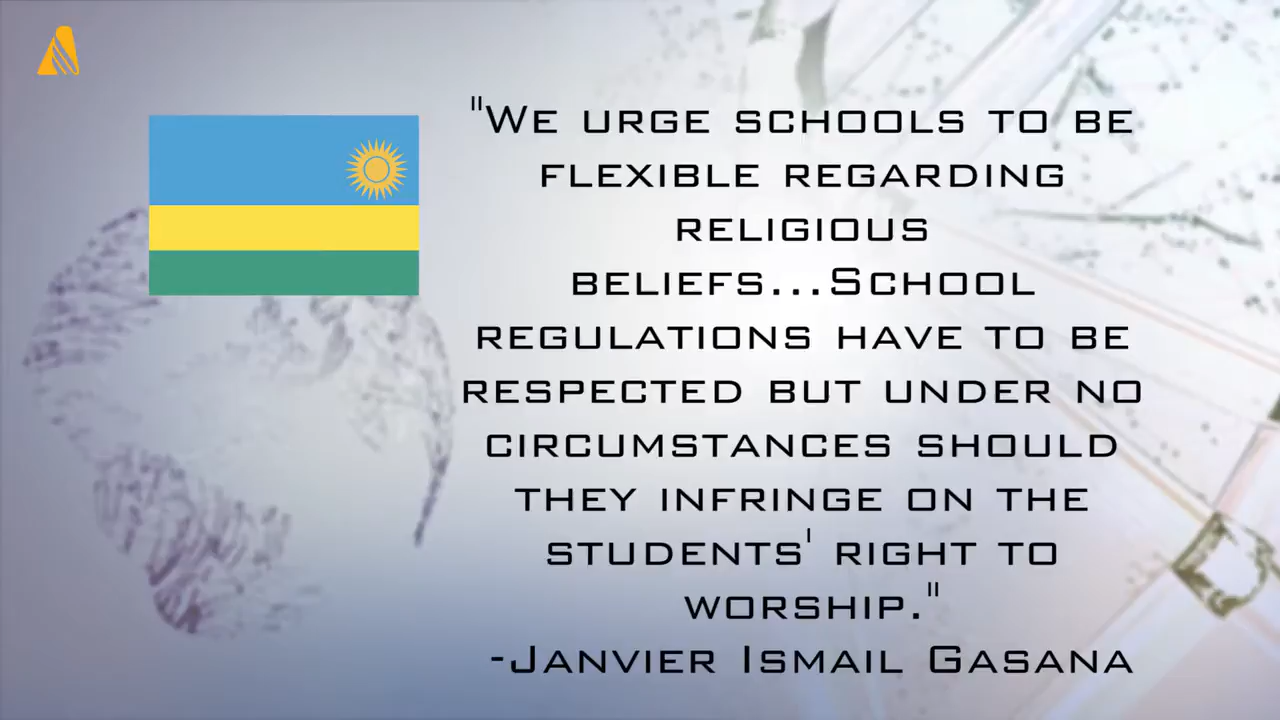 "We urge schools to be
flexible regarding
religious
beliefs...School
regulations have to be
respected but under no
circumstances should
they infringe on the
students' right to
worship."
-Janvier Ismail Gasana